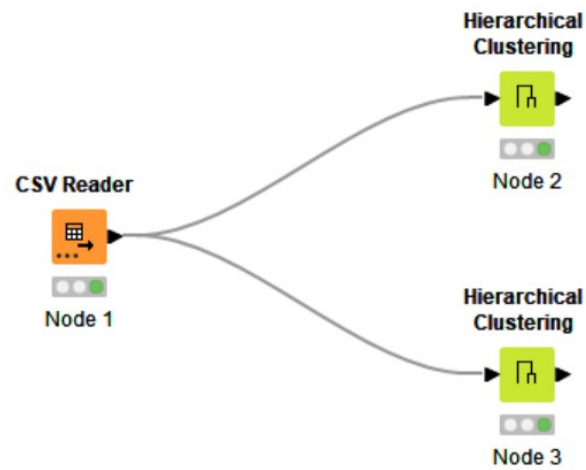 Hierarchical
Clustering
Node 2
CSV Reader
Node 1
Hierarchical
Clustering
Node 3